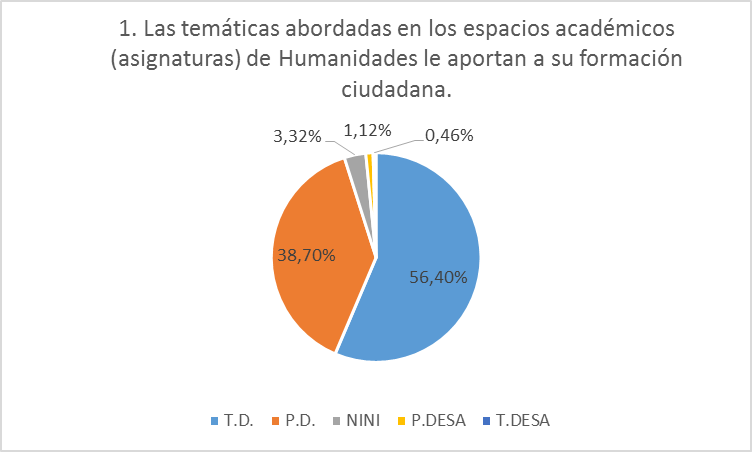 1. Las temáticas abordadas en los espacios académicos
(asignaturas) de Humanidades le aportan a su formación
ciudadana.
3,32%
1,12%
0,46%
38,70%
56,40%
T.D.
P.D.
NINI
P.DESA
T.DESA